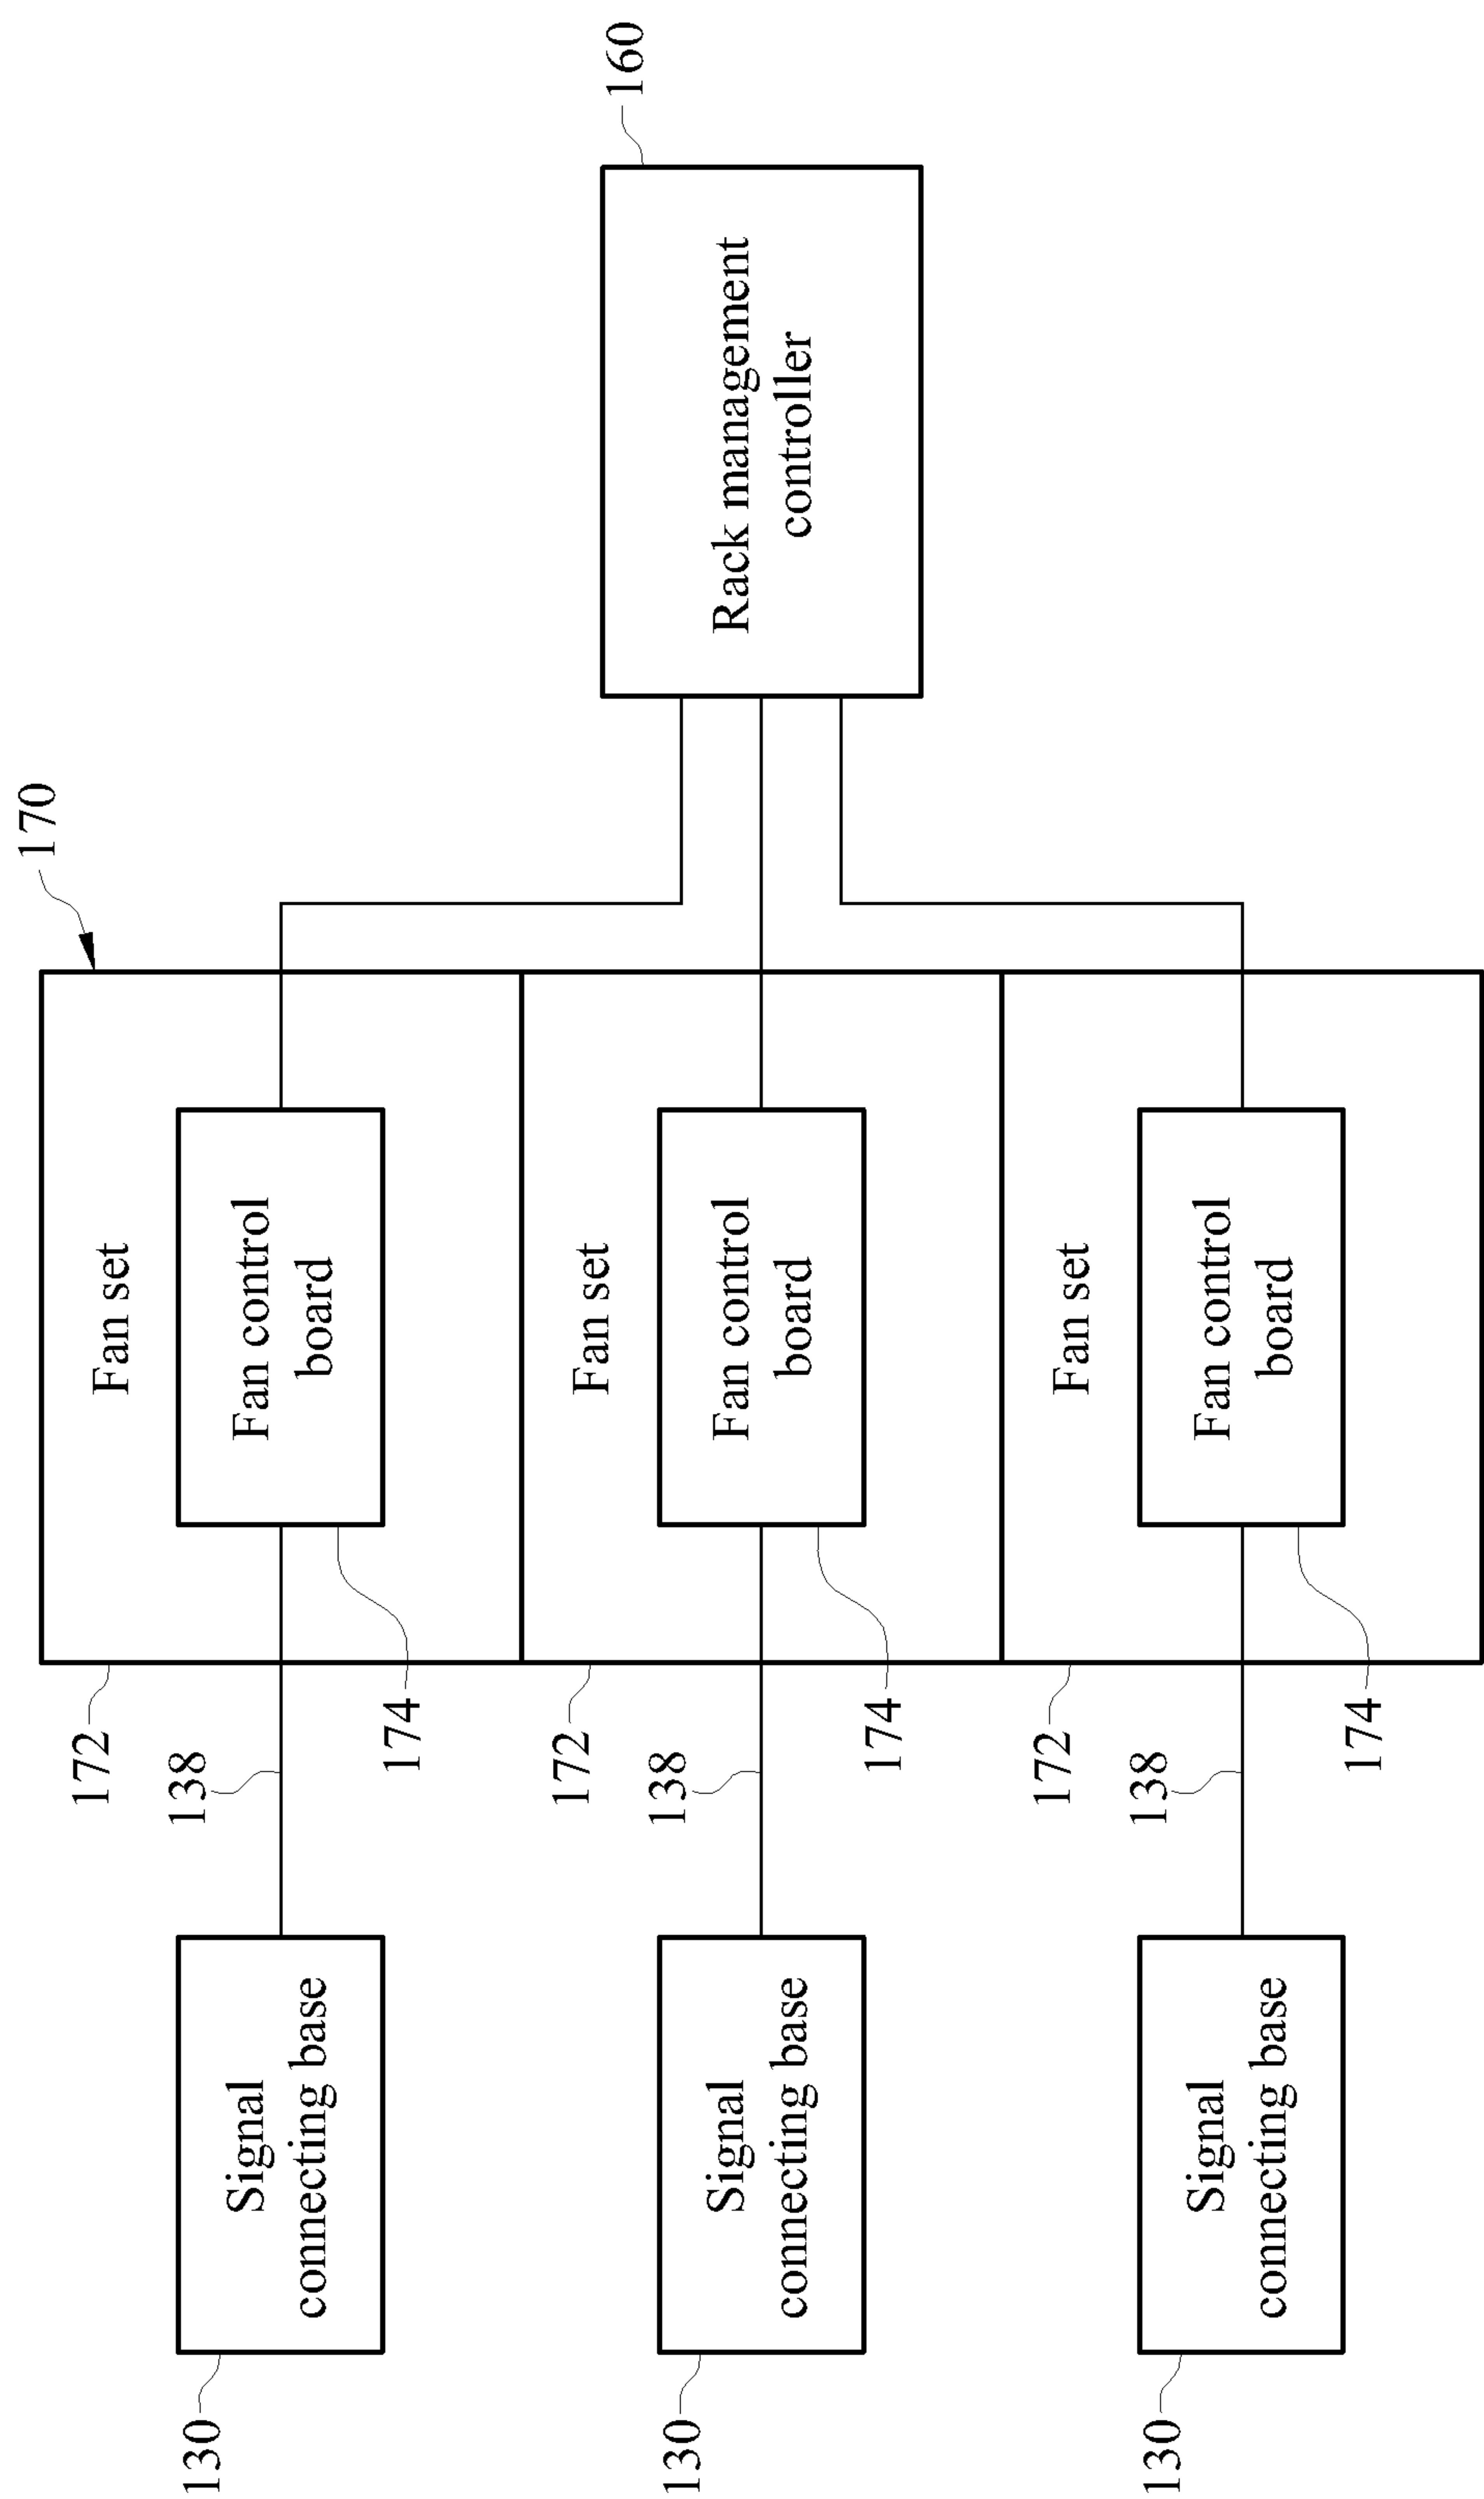 170
172
Fan set
138
Signal
connecting base
130
Fan control
board
174
160
Rack management
controller
172
Fan set
138
Signal
connecting base
130
Fan control
board
174
172
Fan set
138
Signal
connecting base
130
Fan control
board
174